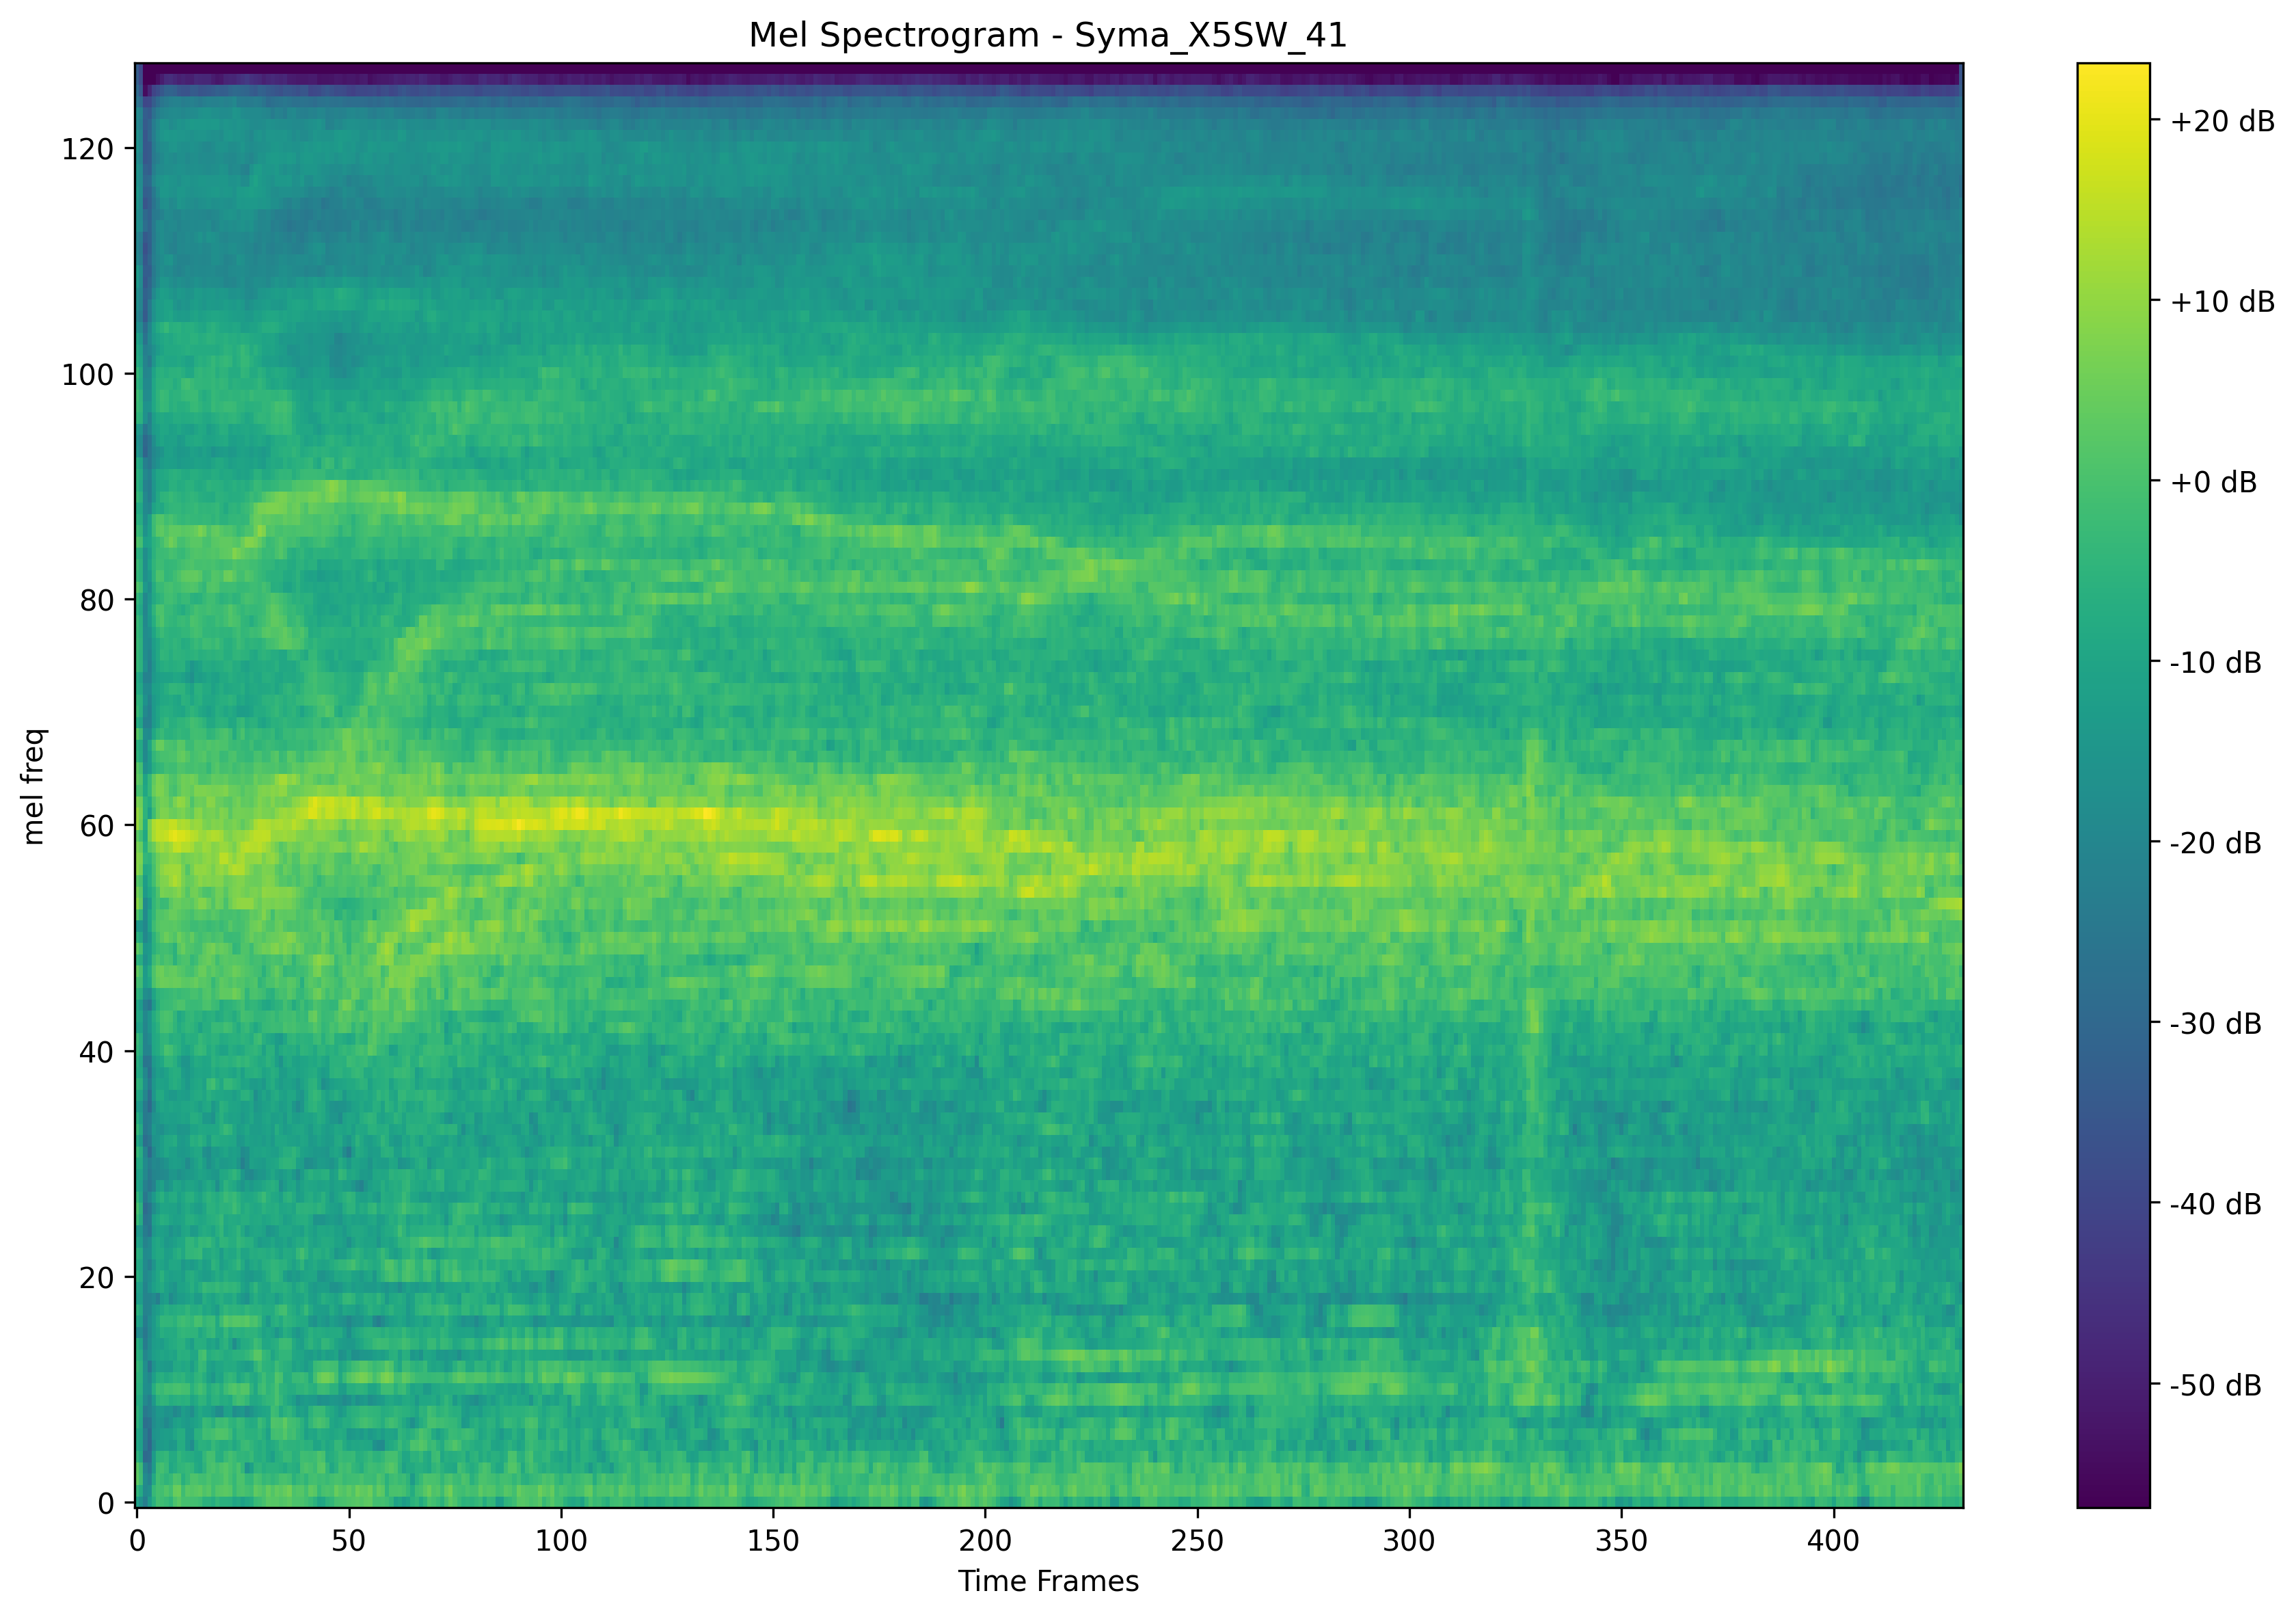 Mel Spectrogram - Syma_X5SW_41
mel freq
120
100
80
60
40
20
0
0 50 100 150 200 250 300 350 400
Time Frames
+20 dB
+10 dB
+0 dB
-10 dB
-20 dB
-30 dB
-40 dB
-50 dB